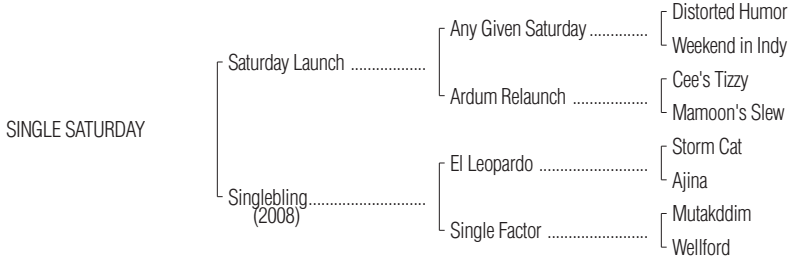 Distorted Humor
Any Given Saturday ..............
Weekend in Indy
Saturday Launch ..................
Cee's Tizzy
Ardum Relaunch ..................
Mamoon's Slew
SINGLE SATURDAY
Storm Cat
El Leopardo ..........................
Ajina
Singlebling............................
(2008)
Mutakddim
Single Factor ........................
Wellford